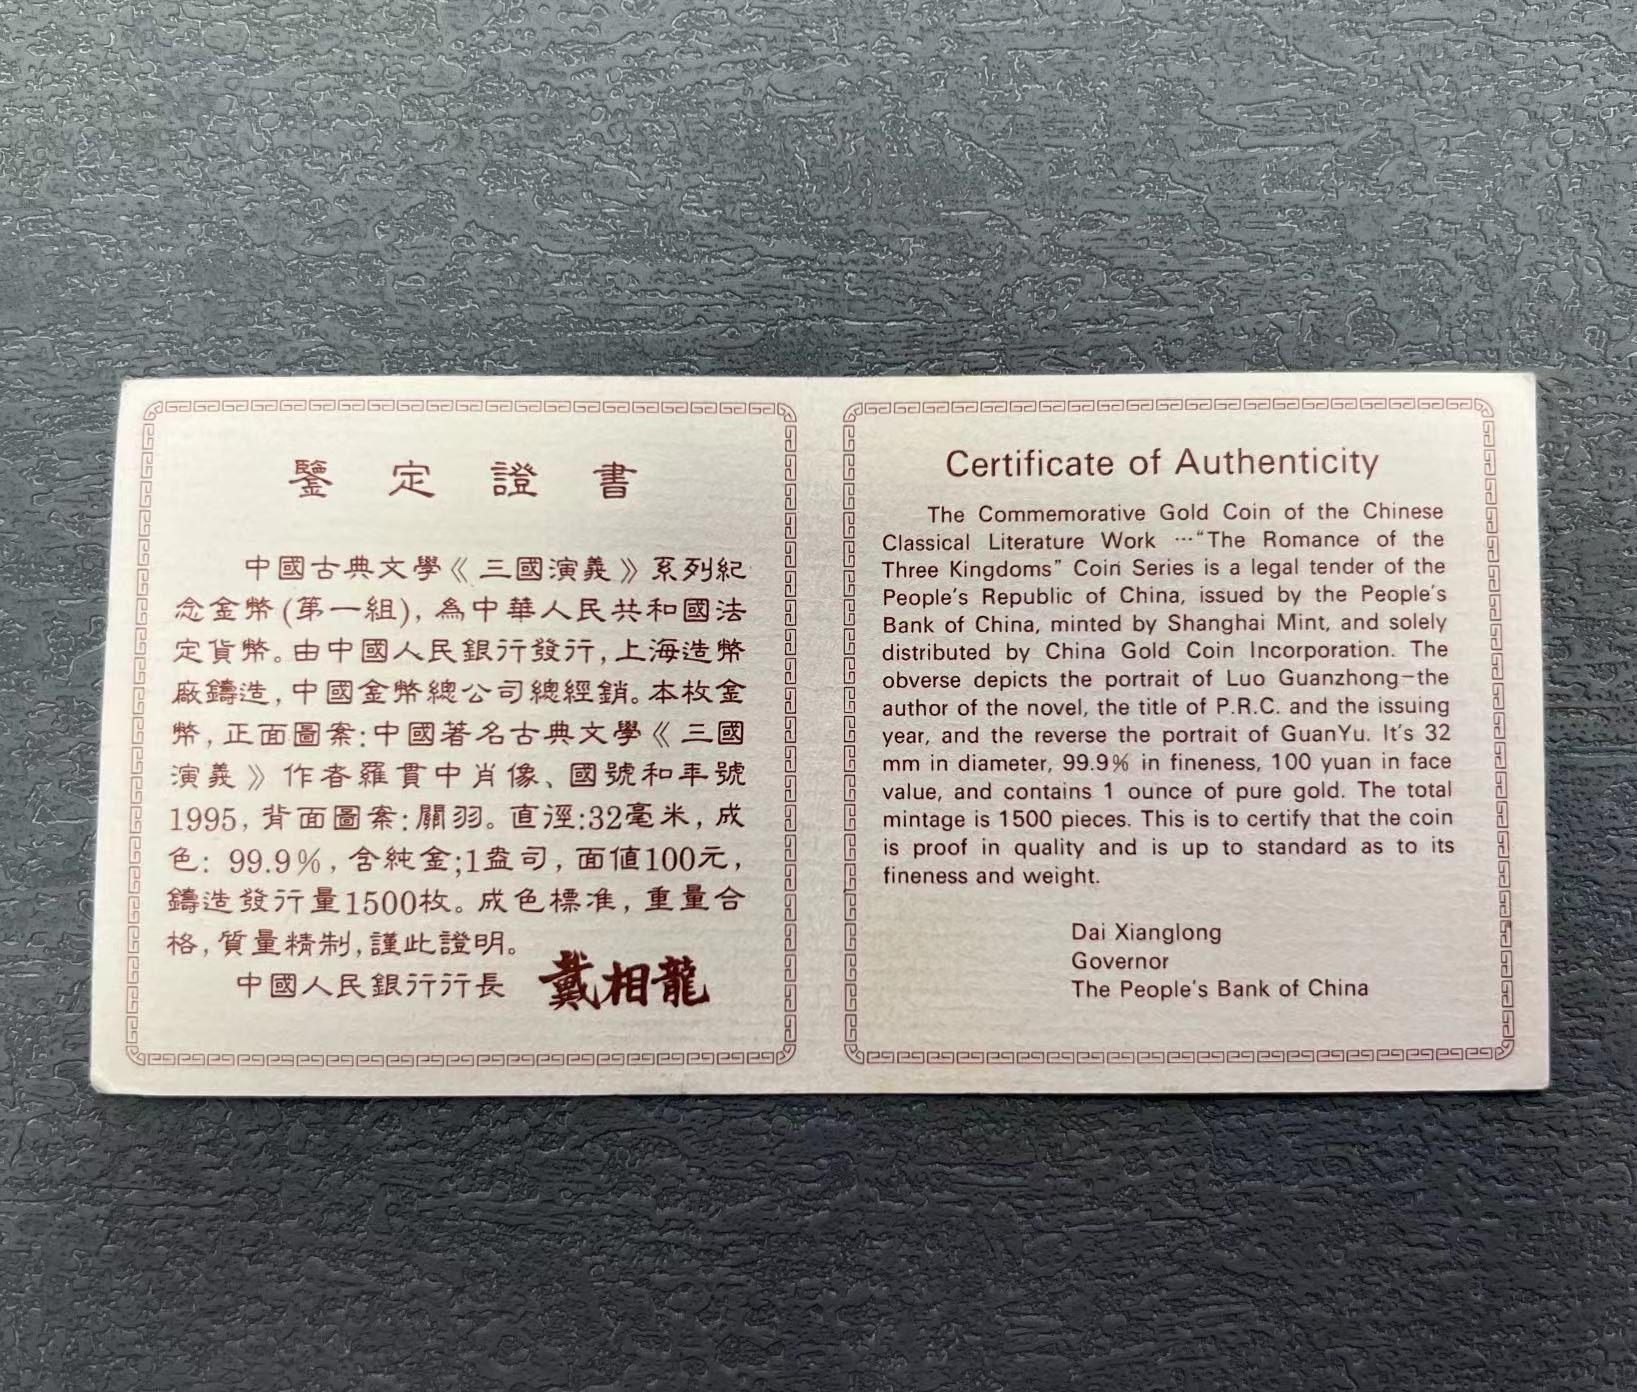 鑒定證書
中國古典文學《三國演義》系列紀
念金幣(第一組),為中華人民共和國法
定貨幣。由中國人民銀行發行,上海造幣
廠鑄造,中國金幣總公司總經銷。本枚金
幣,正面圖案:中國著名古典文學《三國
演義》作者羅貫中肖像、國號和年號
1995,背面圖案:關羽。直徑:32毫米,成
色:99.9%,含純金;1盎司,面值100元,
鑄造發行量1500枚。成色標准,重量合
格,質量精制,謹此證明。
中國人民銀行行長 戴相龍
Certificate of Authenticity
The Commemorative Gold Coin of the Chinese
Classical Literature Work ···“The Romance of the
Three Kingdoms” Coin Series is a legal tender of the
People's Republic of China, issued by the People's
Bank of China, minted by Shanghai Mint, and solely
distributed by China Gold Coin Incorporation. The
obverse depicts the portrait of Luo Guanzhong—the
author of the novel, the title of P.R.C. and the issuing
year, and the reverse the portrait of GuanYu. It's 32
mm in diameter, 99.9% in fineness, 100 yuan in face
value, and contains 1 ounce of pure gold. The total
mintage is 1500 pieces. This is to certify that the coin
is proof in quality and is up to standard as to its
fineness and weight.
Dai Xianglong
Governor
The People's Bank of China